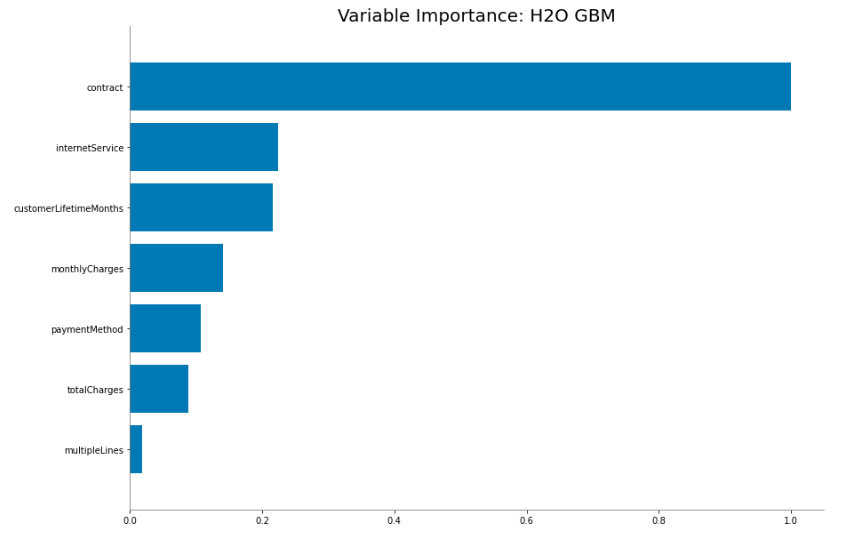 Variable Importance: H2O GBM
contract
internetService
customerLifetimeMonths
monthlyCharges
paymentMethod
totalCharges
multipleLines
0.0 0.2 0.4 0.6 0.8 1.0